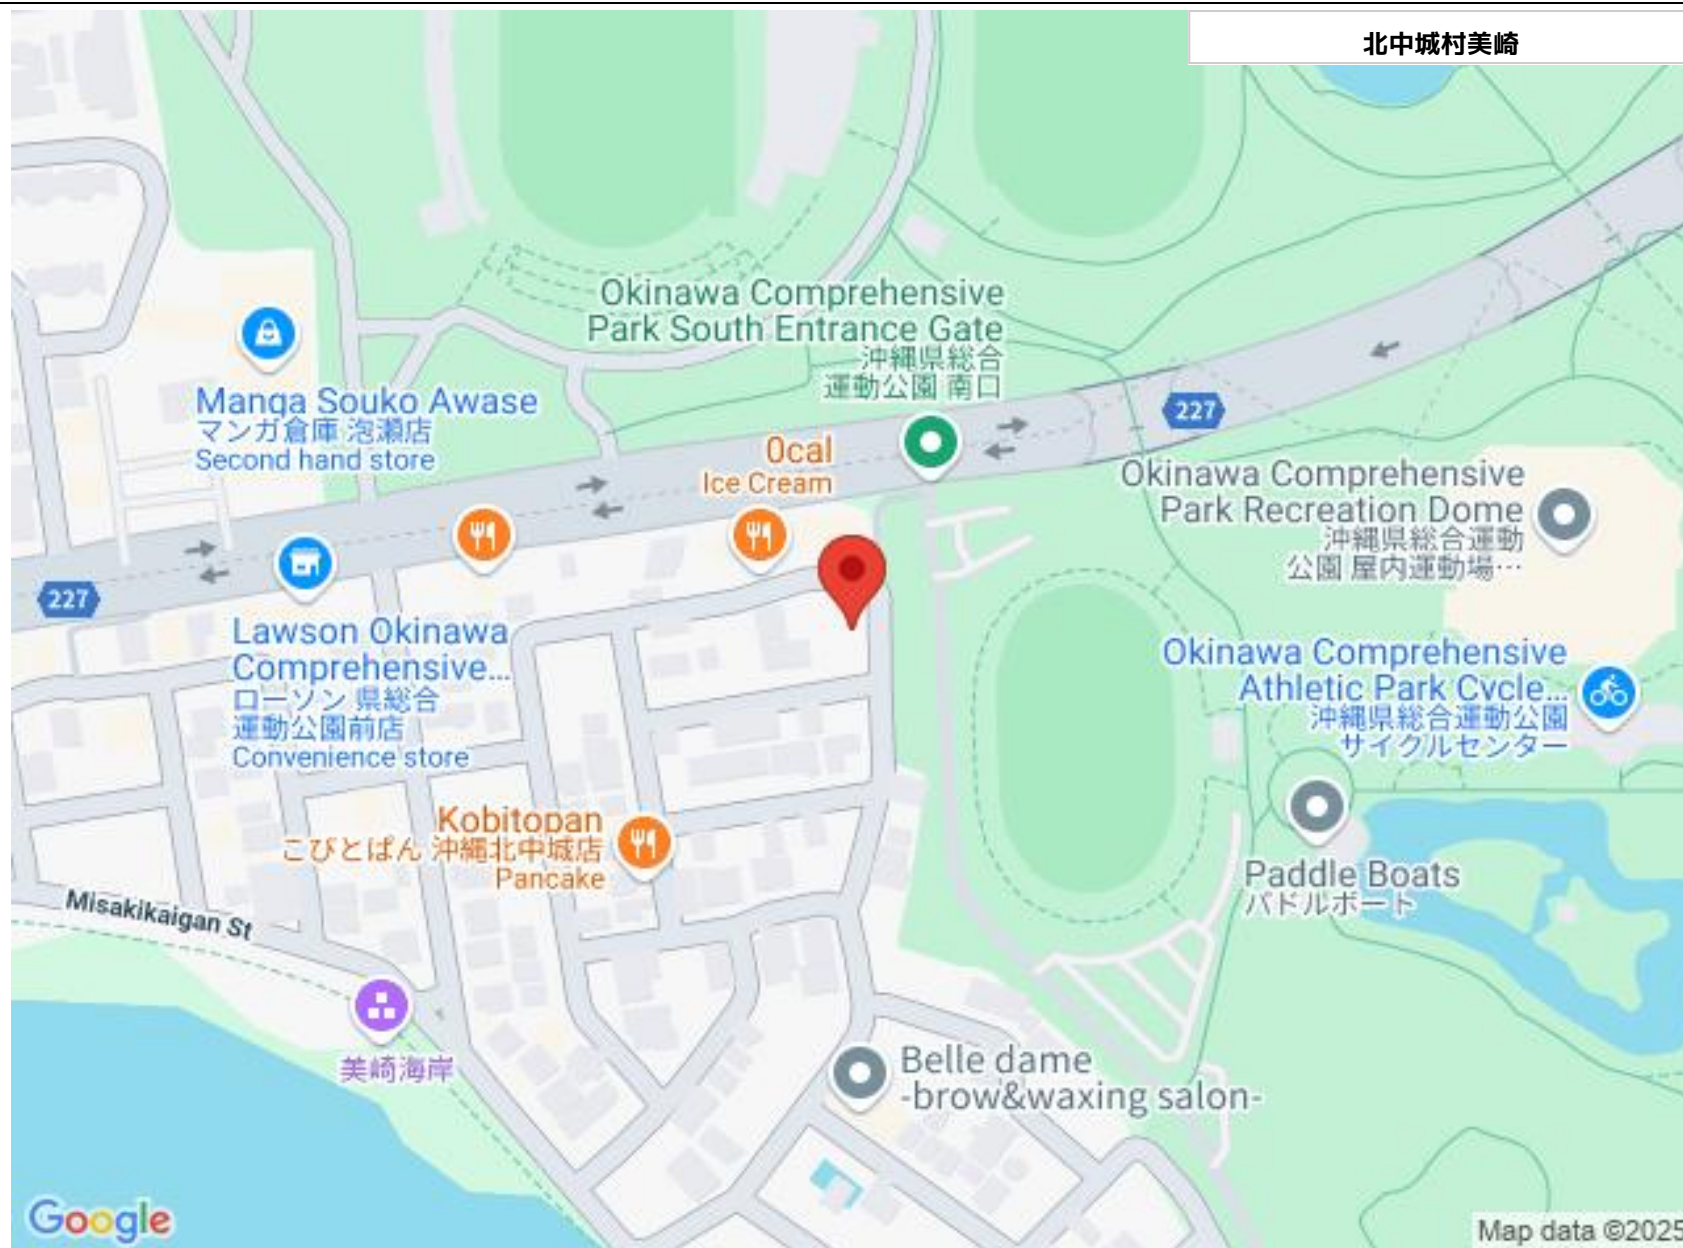 北中城村美崎
Okinawa Comprehensive
Park South Entrance Gate
沖縄県総合
運動公園 南口
Manga Souko Awase
マンガ倉庫 泡瀬店
Second hand store
227
0cal
Ice Cream
Okinawa Comprehensive
Park Recreation Dome
沖縄県総合運動
公園 屋内運動場…
227
Lawson Okinawa
Comprehensive...
ローソン 県総合
運動公園前店
Convenience store
Okinawa Comprehensive
Athletic Park Cycle...
沖縄県総合運動公園
サイクルセンター
Kobitopan
こびとぱん 沖縄北中城店
Pancake
Paddle Boats
パドルボート
Misakikaigan St
美崎海岸
Belle dame
-brow&waxing salon-
Google
Map data ©2025